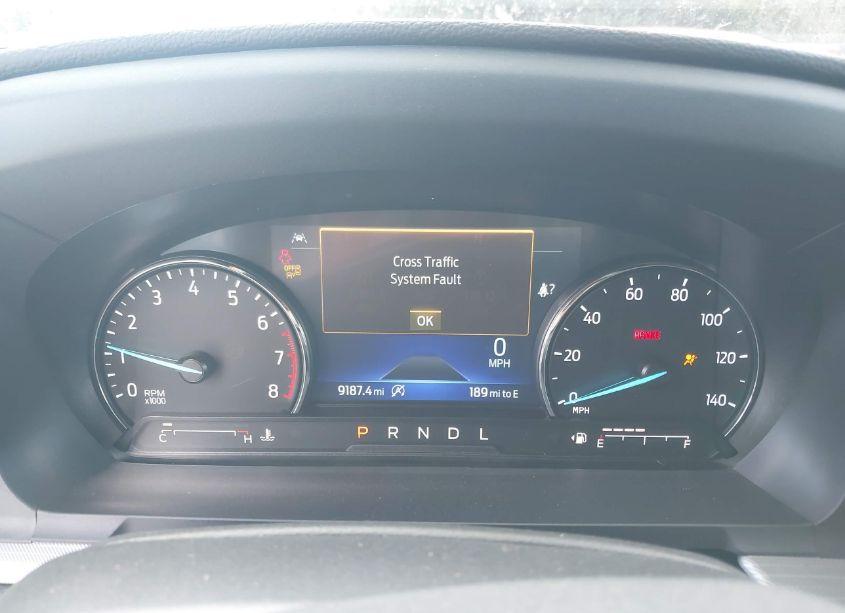 Cross Traffic
System Fault
OK
0
MPH
9187.4 mi
189 mi to E
0
1
2
3
4
5
6
7
8
RPM
x1000
0
20
40
60
80
100
120
140
MPH
BRAKE
?
C
H
P R N D L
E
F